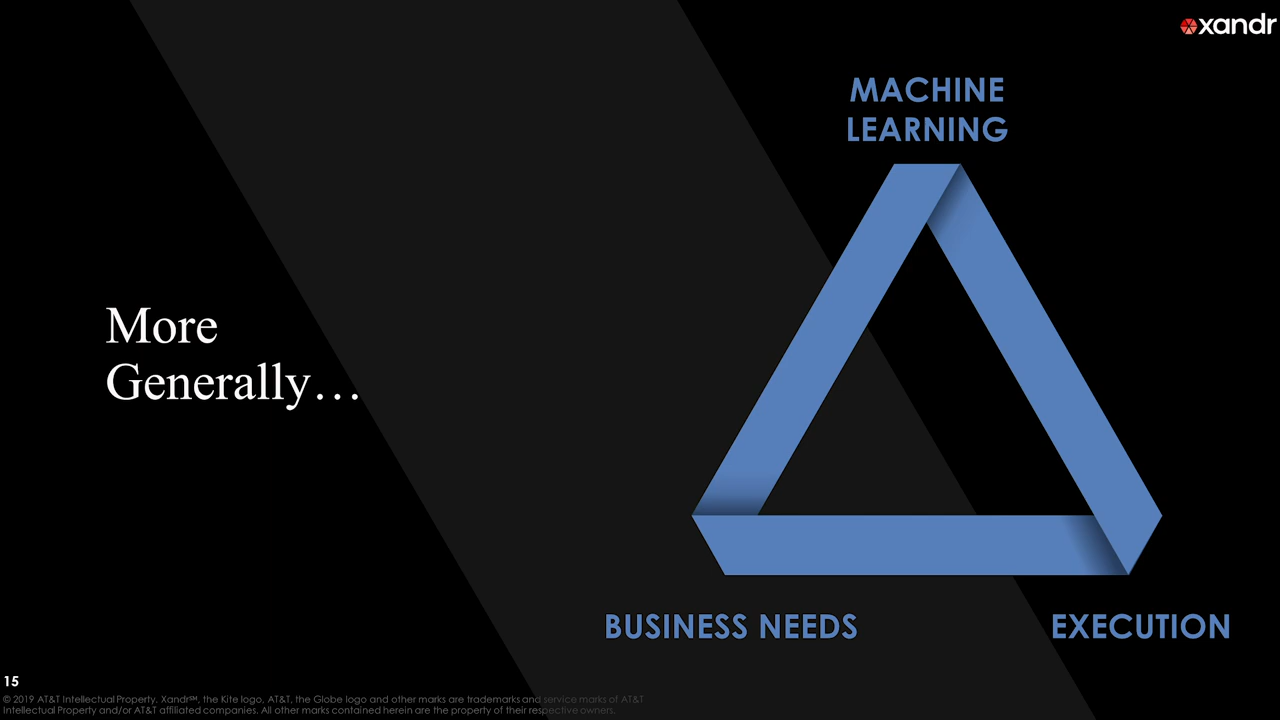 xandr
MACHINE
LEARNING
More
Generally…
BUSINESS NEEDS
EXECUTION
15
© 2019 AT&T Intellectual Property. Xandr℠, the Kite logo, AT&T, the Globe logo and other marks are trademarks and service marks of AT&T
Intellectual Property and/or AT&T affiliated companies. All other marks contained herein are the property of their respective owners.